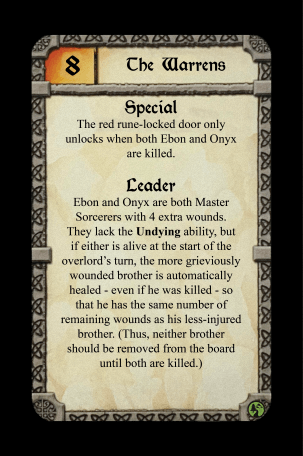 8 The Warrens
Special
The red rune-locked door only
unlocks when both Ebon and Onyx
are killed.
Leader
Ebon and Onyx are both Master
Sorcerers with 4 extra wounds.
They lack the Undying ability, but
if either is alive at the start of the
overlord's turn, the more grieviously
wounded brother is automatically
healed - even if he was killed - so
that he has the same number of
remaining wounds as his less-injured
brother. (Thus, neither brother
should be removed from the board
until both are killed.)